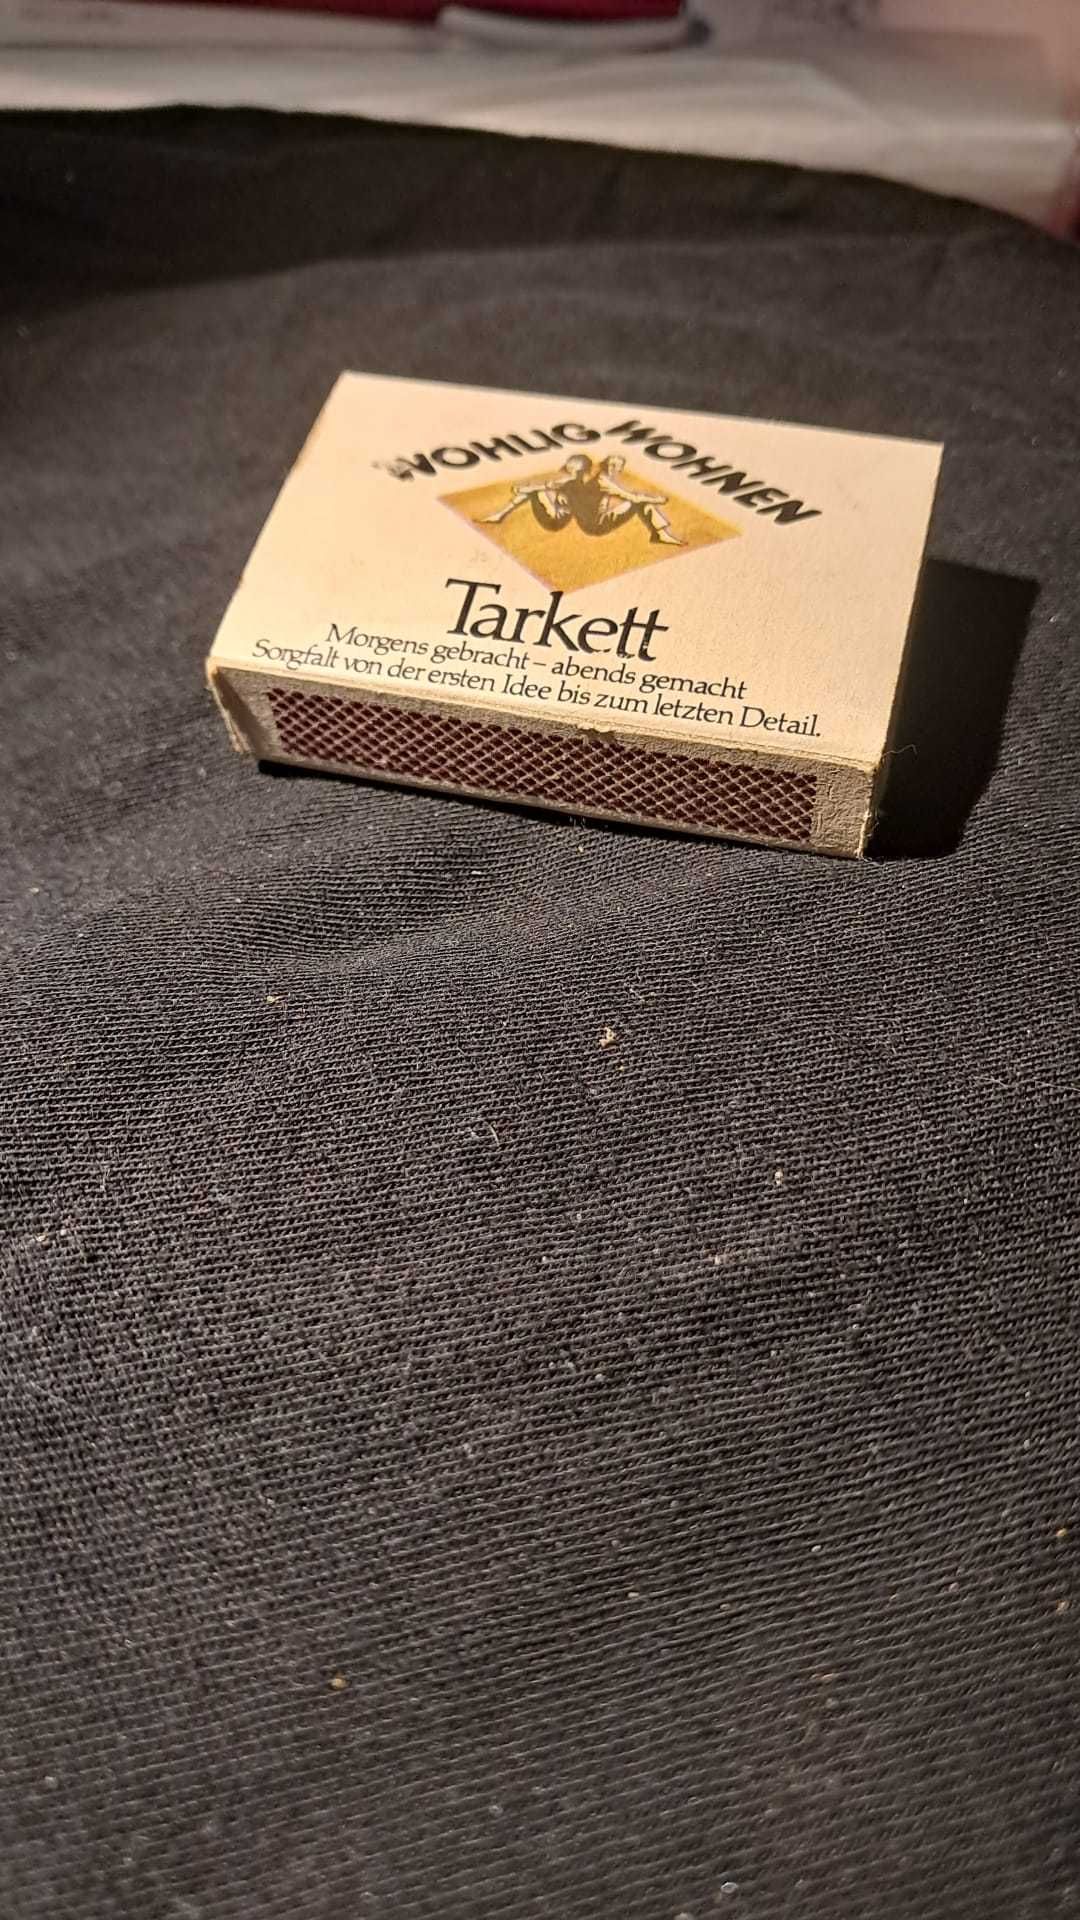 WOHLIG WOHNEN
Tarkett
Morgens gebracht – abends gemacht
Sorgfalt von der ersten Idee bis zum letzten Detail.